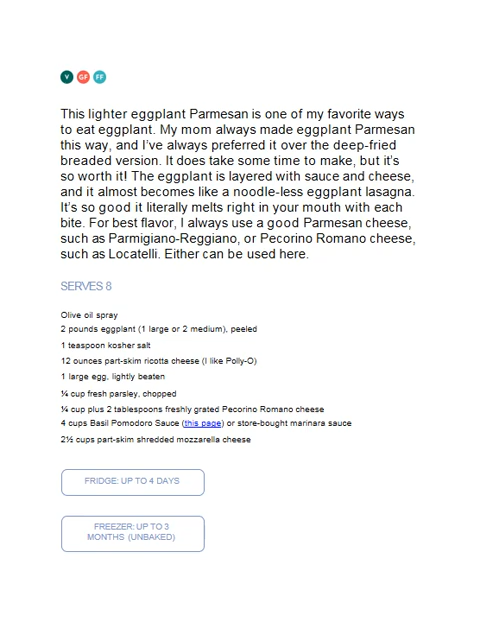 V GF FF
This lighter eggplant Parmesan is one of my favorite ways
to eat eggplant. My mom always made eggplant Parmesan
this way, and I've always preferred it over the deep-fried
breaded version. It does take some time to make, but it's
so worth it! The eggplant is layered with sauce and cheese,
and it almost becomes like a noodle-less eggplant lasagna.
It's so good it literally melts right in your mouth with each
bite. For best flavor, I always use a good Parmesan cheese,
such as Parmigiano-Reggiano, or Pecorino Romano cheese,
such as Locatelli. Either can be used here.
SERVES 8
Olive oil spray
2 pounds eggplant (1 large or 2 medium), peeled
1 teaspoon kosher salt
12 ounces part-skim ricotta cheese (I like Polly-O)
1 large egg, lightly beaten
¼ cup fresh parsley, chopped
¼ cup plus 2 tablespoons freshly grated Pecorino Romano cheese
4 cups Basil Pomodoro Sauce (this page) or store-bought marinara sauce
2½ cups part-skim shredded mozzarella cheese
FRIDGE: UP TO 4 DAYS
FREEZER: UP TO 3
MONTHS (UNBAKED)